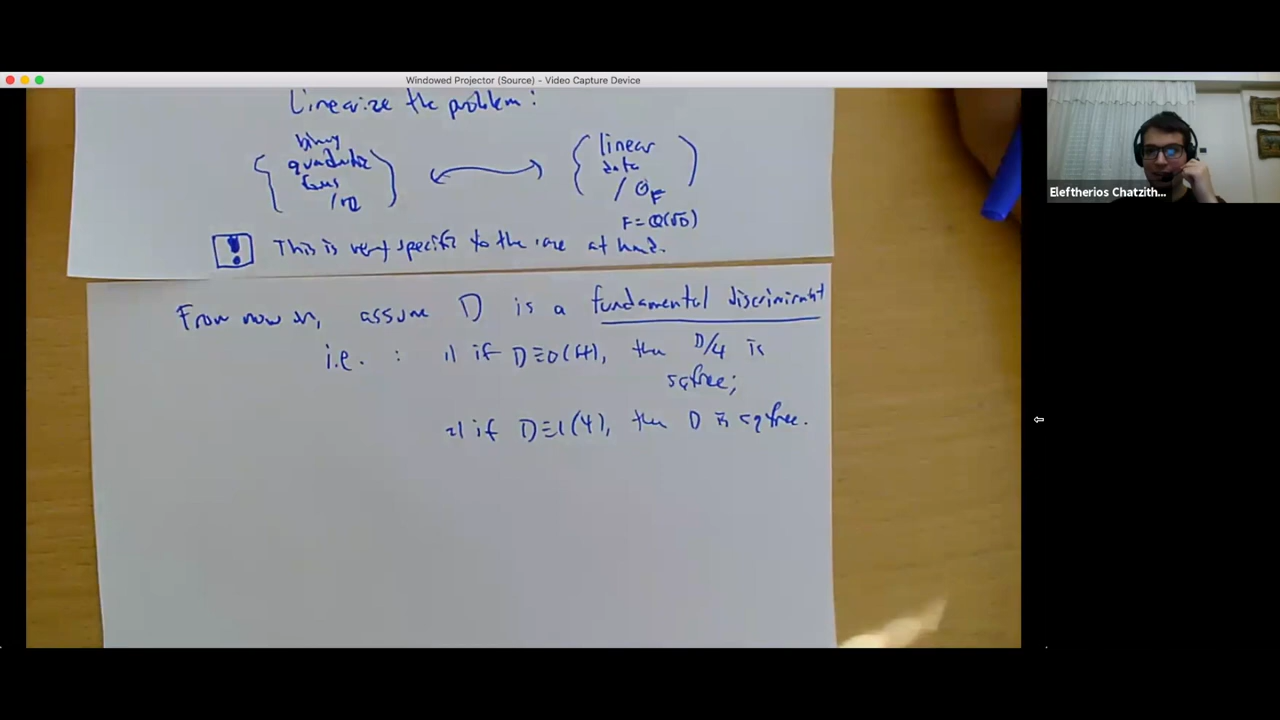 Windowed Projector (Source) - Video Capture Device
Eleftherios Chatzith...
Linearize the problem:
{ binary quadratic forms / } ↔ { linear data / O_F }
F = Q(√D)
! This is very specific to the case at hand.
From now on, assume D is a fundamental discriminant
i.e. : 1) if D≡0(4), then D/4 is
sqfree;
2) if D≡1(4), then D is sqfree.